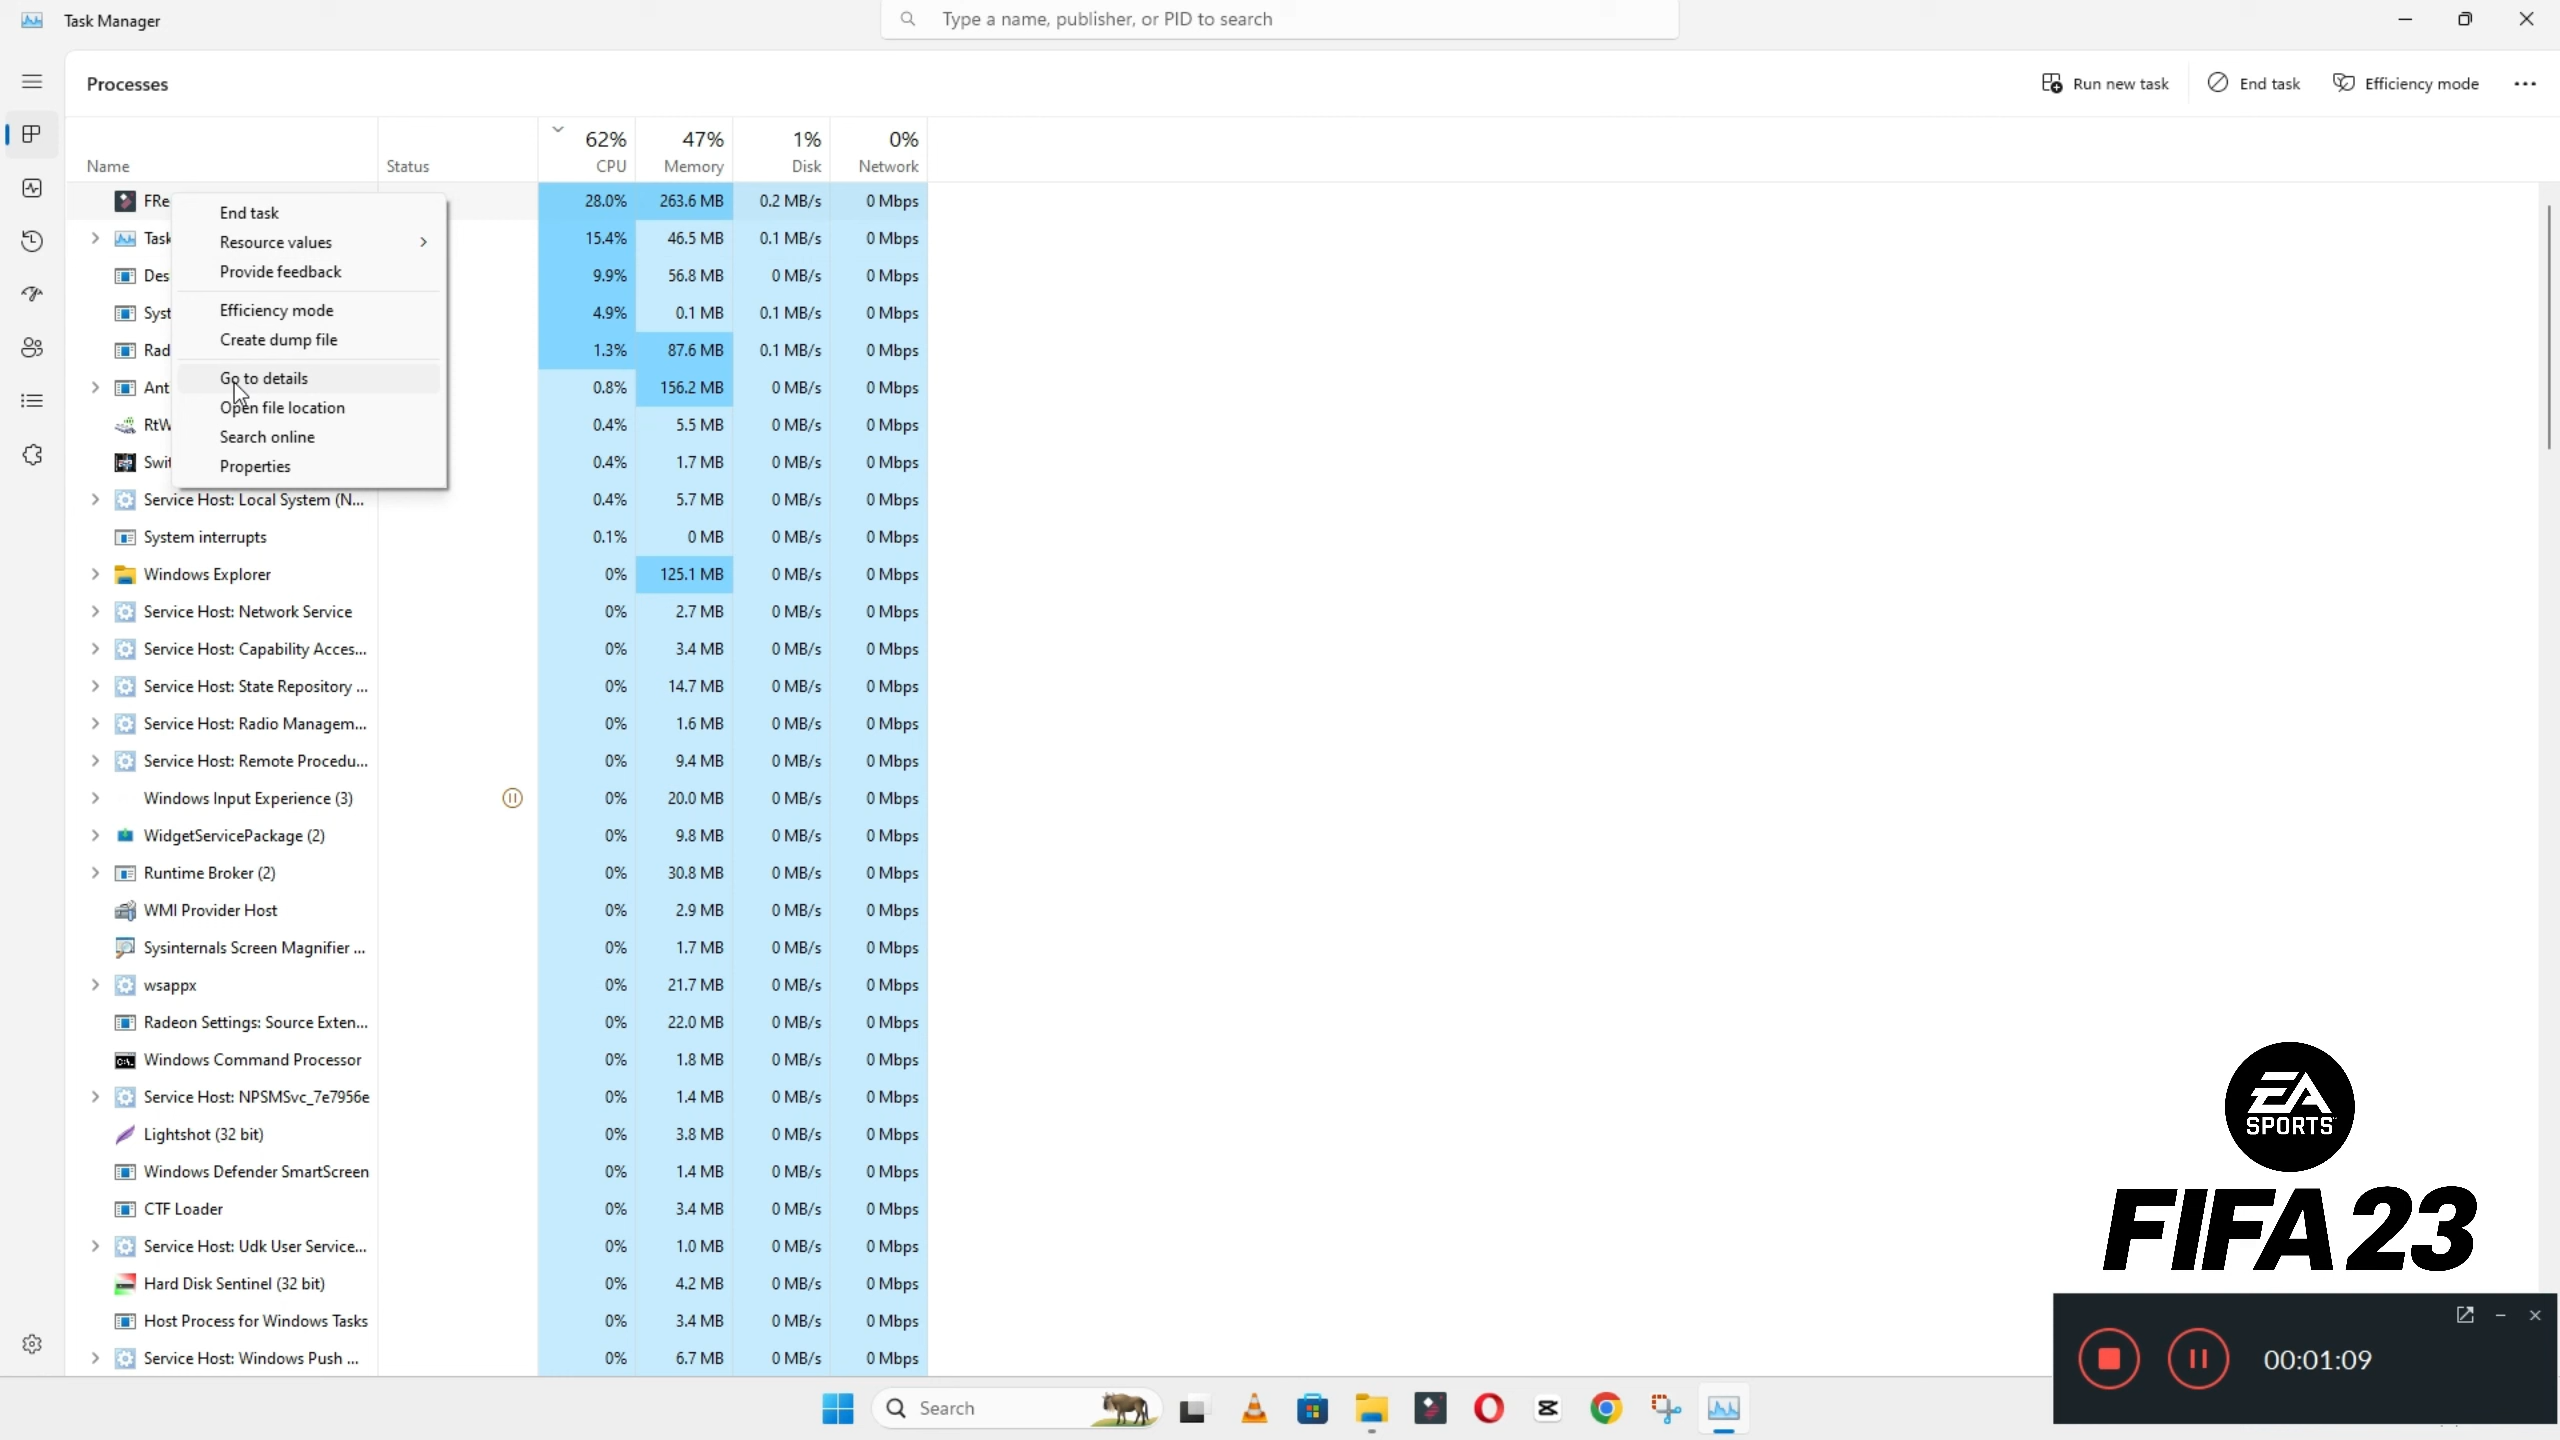 Task Manager
Type a name, publisher, or PID to search
Processes
Run new task
End task
Efficiency mode
62% 47% 1% 0%
Name Status CPU Memory Disk Network
FRe 28.0% 263.6 MB 0.2 MB/s 0 Mbps
End task
Task 15.4% 46.5 MB 0.1 MB/s 0 Mbps
Resource values
Provide feedback
Des 9.9% 56.8 MB 0 MB/s 0 Mbps
Efficiency mode
Syst 4.9% 0.1 MB 0.1 MB/s 0 Mbps
Create dump file
Rad 1.3% 87.6 MB 0.1 MB/s 0 Mbps
Go to details
Ant 0.8% 156.2 MB 0 MB/s 0 Mbps
Open file location
RtW 0.4% 5.5 MB 0 MB/s 0 Mbps
Search online
Swit 0.4% 1.7 MB 0 MB/s 0 Mbps
Properties
Service Host: Local System (N... 0.4% 5.7 MB 0 MB/s 0 Mbps
System interrupts 0.1% 0 MB 0 MB/s 0 Mbps
Windows Explorer 0% 125.1 MB 0 MB/s 0 Mbps
Service Host: Network Service 0% 2.7 MB 0 MB/s 0 Mbps
Service Host: Capability Acces... 0% 3.4 MB 0 MB/s 0 Mbps
Service Host: State Repository ... 0% 14.7 MB 0 MB/s 0 Mbps
Service Host: Radio Managem... 0% 1.6 MB 0 MB/s 0 Mbps
Service Host: Remote Procedu... 0% 9.4 MB 0 MB/s 0 Mbps
Windows Input Experience (3) 0% 20.0 MB 0 MB/s 0 Mbps
WidgetServicePackage (2) 0% 9.8 MB 0 MB/s 0 Mbps
Runtime Broker (2) 0% 30.8 MB 0 MB/s 0 Mbps
WMI Provider Host 0% 2.9 MB 0 MB/s 0 Mbps
Sysinternals Screen Magnifier ... 0% 1.7 MB 0 MB/s 0 Mbps
wsappx 0% 21.7 MB 0 MB/s 0 Mbps
Radeon Settings: Source Exten... 0% 22.0 MB 0 MB/s 0 Mbps
Windows Command Processor 0% 1.8 MB 0 MB/s 0 Mbps
Service Host: NPSMSvc_7e7956e 0% 1.4 MB 0 MB/s 0 Mbps
Lightshot (32 bit) 0% 3.8 MB 0 MB/s 0 Mbps
Windows Defender SmartScreen 0% 1.4 MB 0 MB/s 0 Mbps
CTF Loader 0% 3.4 MB 0 MB/s 0 Mbps
Service Host: Udk User Service... 0% 1.0 MB 0 MB/s 0 Mbps
Hard Disk Sentinel (32 bit) 0% 4.2 MB 0 MB/s 0 Mbps
Host Process for Windows Tasks 0% 3.4 MB 0 MB/s 0 Mbps
Service Host: Windows Push ... 0% 6.7 MB 0 MB/s 0 Mbps
EA
SPORTS
FIFA 23
00:01:09
Search